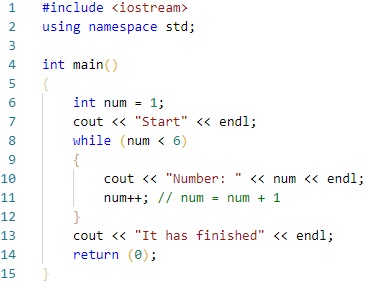 1 #include <iostream>
2 using namespace std;
3
4 int main()
5 {
6 int num = 1;
7 cout << "Start" << endl;
8 while (num < 6)
9 {
10 cout << "Number: " << num << endl;
11 num++; // num = num + 1
12 }
13 cout << "It has finished" << endl;
14 return (0);
15 }